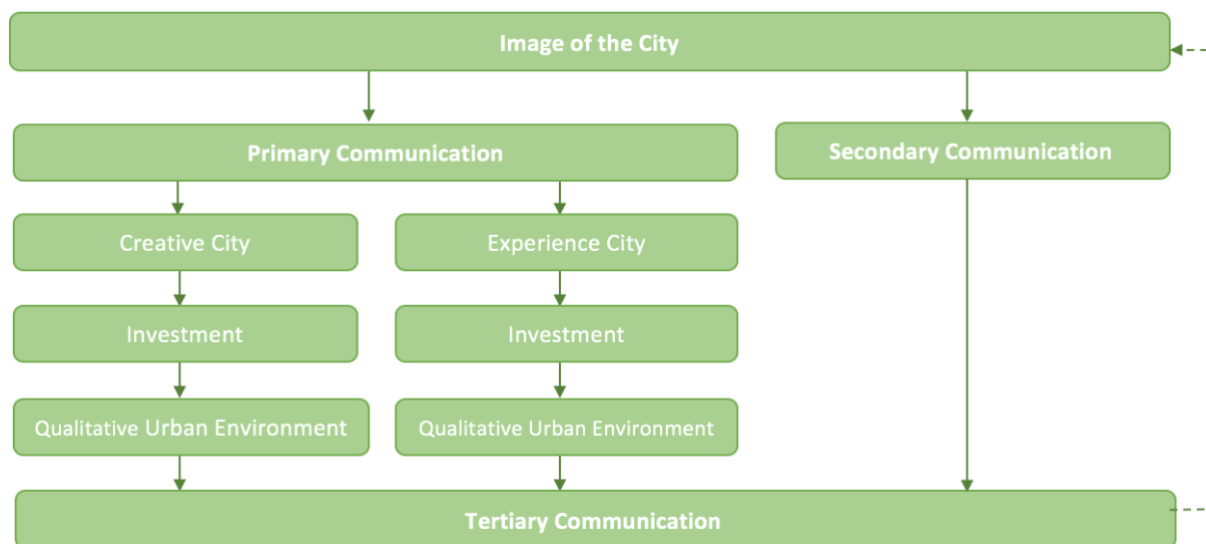 Image of the City
Primary Communication
Secondary Communication
Creative City
Experience City
Investment
Investment
Qualitative Urban Environment
Qualitative Urban Environment
Tertiary Communication